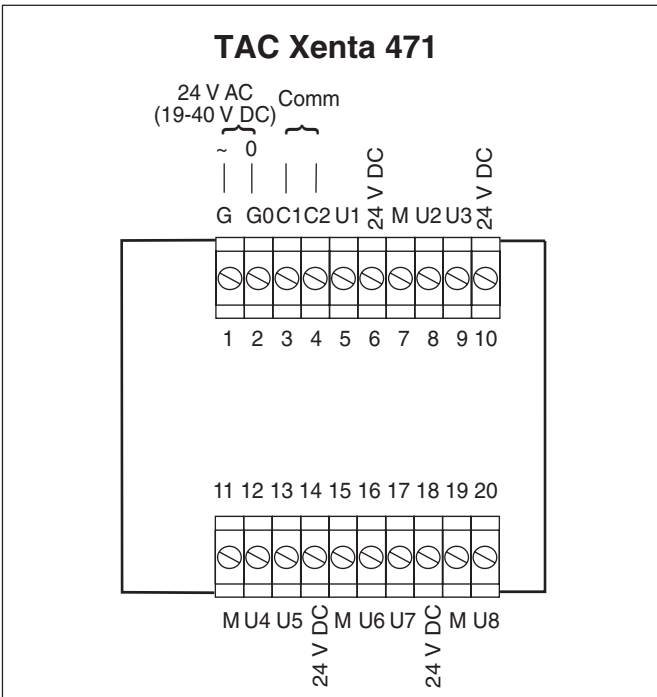 TAC Xenta 471
24 V AC
(19-40 V DC)
Comm
~ 0
G G0 C1 C2 U1 24 V DC M U2 U3 24 V DC
1 2 3 4 5 6 7 8 9 10
11 12 13 14 15 16 17 18 19 20
M U4 U5 24 V DC M U6 U7 24 V DC M U8